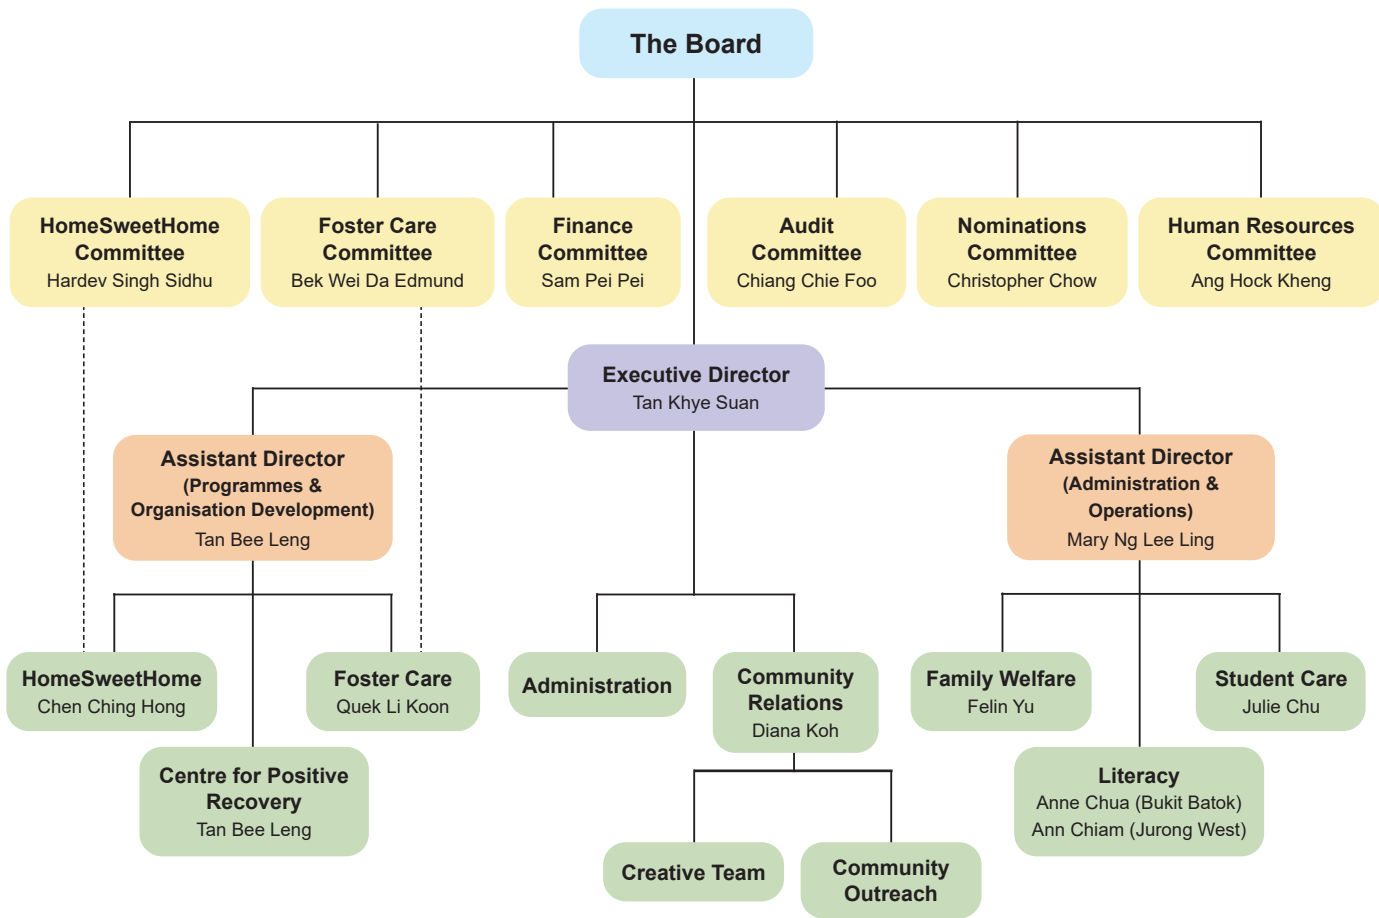 The Board
HomeSweetHome
Committee
Hardev Singh Sidhu
Foster Care
Committee
Bek Wei Da Edmund
Finance
Committee
Sam Pei Pei
Audit
Committee
Chiang Chie Foo
Nominations
Committee
Christopher Chow
Human Resources
Committee
Ang Hock Kheng
Executive Director
Tan Khye Suan
Assistant Director
(Programmes &
Organisation Development)
Tan Bee Leng
Assistant Director
(Administration &
Operations)
Mary Ng Lee Ling
HomeSweetHome
Chen Ching Hong
Foster Care
Quek Li Koon
Administration
Community
Relations
Diana Koh
Family Welfare
Felin Yu
Student Care
Julie Chu
Centre for Positive
Recovery
Tan Bee Leng
Literacy
Anne Chua (Bukit Batok)
Ann Chiam (Jurong West)
Creative Team
Community
Outreach